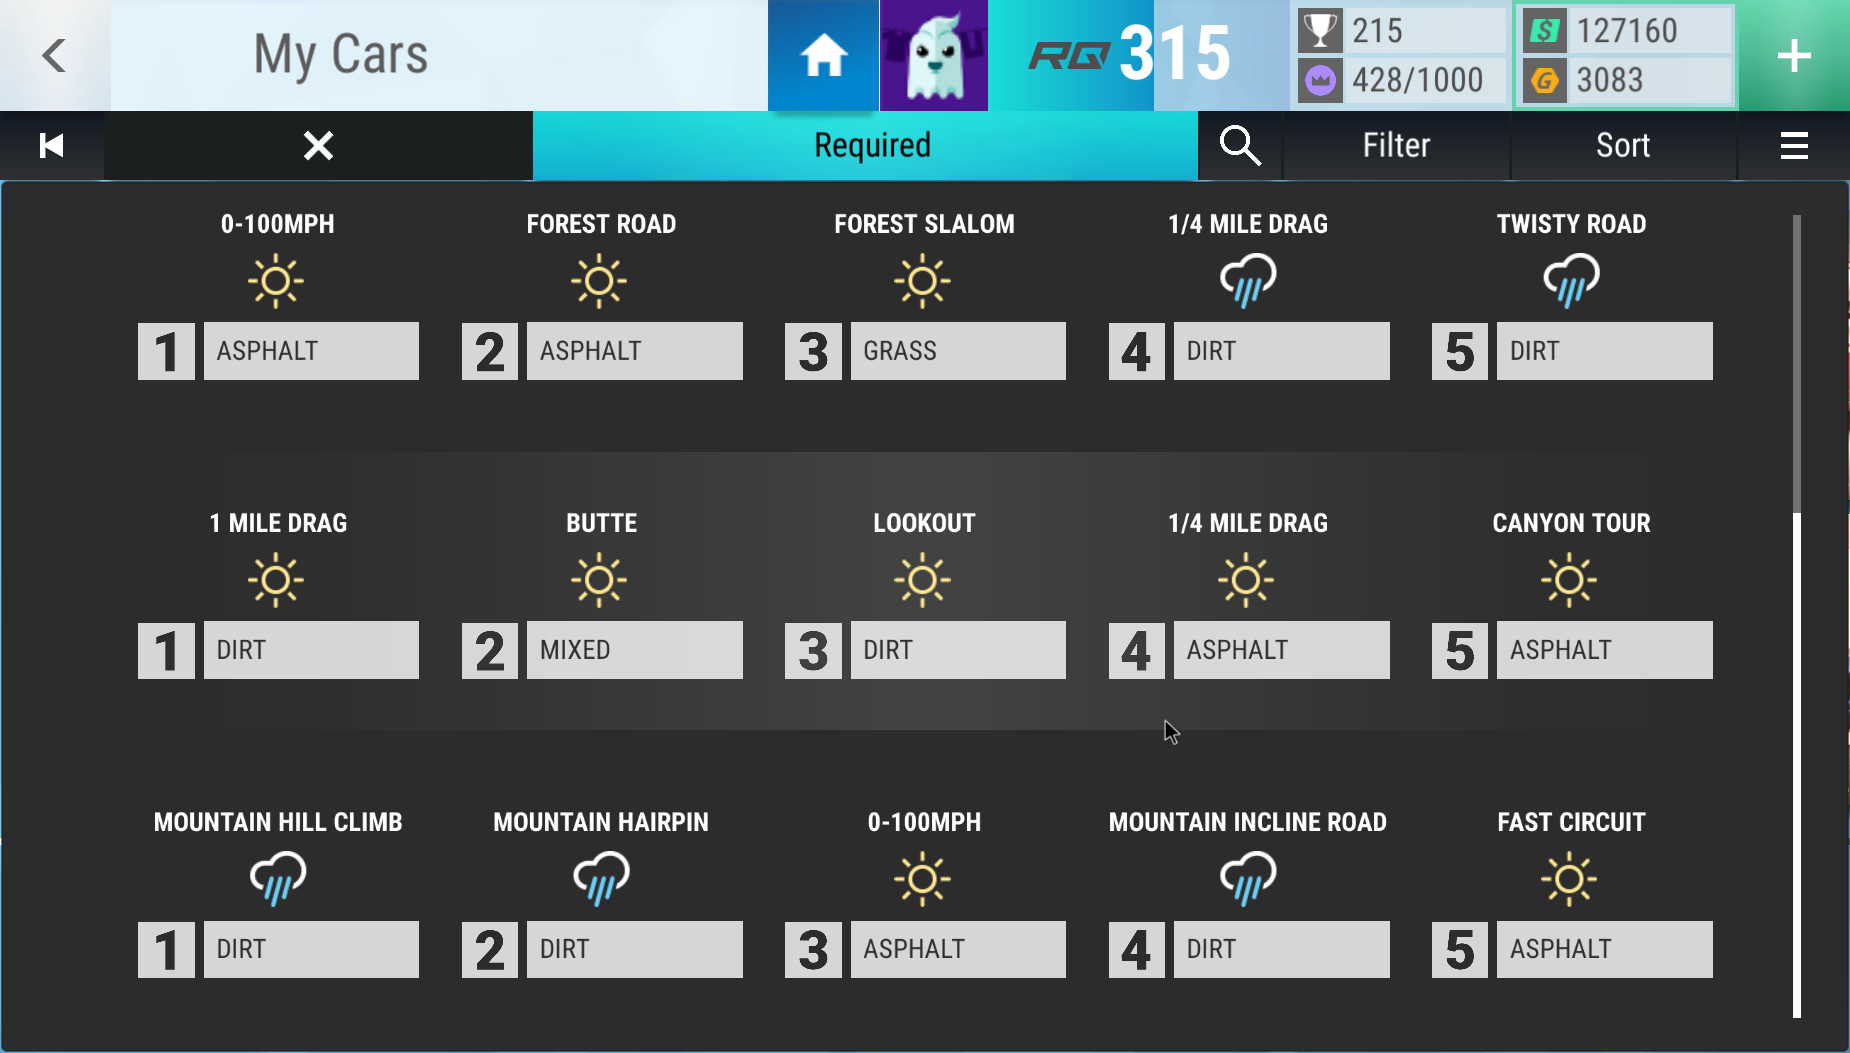 My Cars
RQ 315
215
428/1000
$ 127160
G 3083
+
Required
Filter
Sort
0-100MPH
FOREST ROAD
FOREST SLALOM
1/4 MILE DRAG
TWISTY ROAD
1 ASPHALT
2 ASPHALT
3 GRASS
4 DIRT
5 DIRT
1 MILE DRAG
BUTTE
LOOKOUT
1/4 MILE DRAG
CANYON TOUR
1 DIRT
2 MIXED
3 DIRT
4 ASPHALT
5 ASPHALT
MOUNTAIN HILL CLIMB
MOUNTAIN HAIRPIN
0-100MPH
MOUNTAIN INCLINE ROAD
FAST CIRCUIT
1 DIRT
2 DIRT
3 ASPHALT
4 DIRT
5 ASPHALT